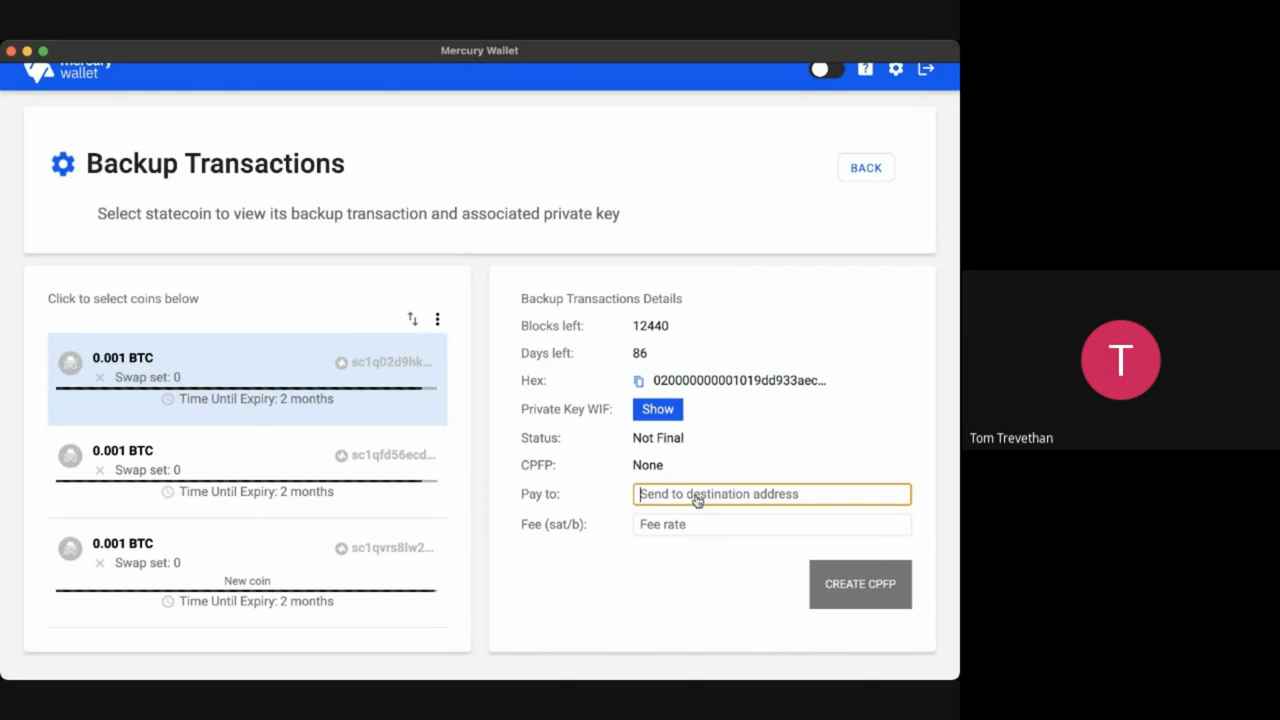 Mercury Wallet
mercury
wallet
Backup Transactions
BACK
Select statecoin to view its backup transaction and associated private key
Click to select coins below
0.001 BTC
sc1q02d9hk...
Swap set: 0
Time Until Expiry: 2 months
0.001 BTC
sc1qfd56ecd...
Swap set: 0
Time Until Expiry: 2 months
0.001 BTC
sc1qvrs8lw2...
Swap set: 0
New coin
Time Until Expiry: 2 months
Backup Transactions Details
Blocks left: 12440
Days left: 86
Hex: 020000000001019dd933aec...
Private Key WIF: Show
Status: Not Final
CPFP: None
Pay to: Send to destination address
Fee (sat/b): Fee rate
CREATE CPFP
T
Tom Trevethan